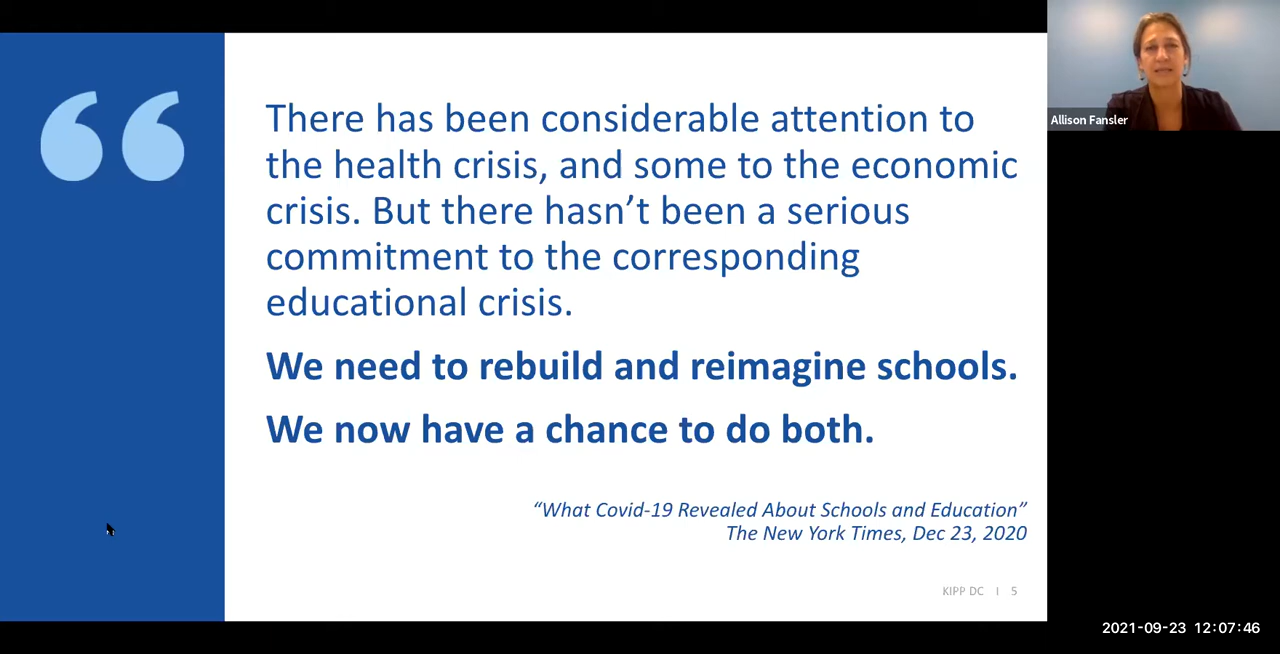 There has been considerable attention to
the health crisis, and some to the economic
crisis. But there hasn’t been a serious
commitment to the corresponding
educational crisis.
We need to rebuild and reimagine schools.
We now have a chance to do both.
“What Covid-19 Revealed About Schools and Education”
The New York Times, Dec 23, 2020
KIPP DC I 5
Allison Fansler
2021-09-23 12:07:46